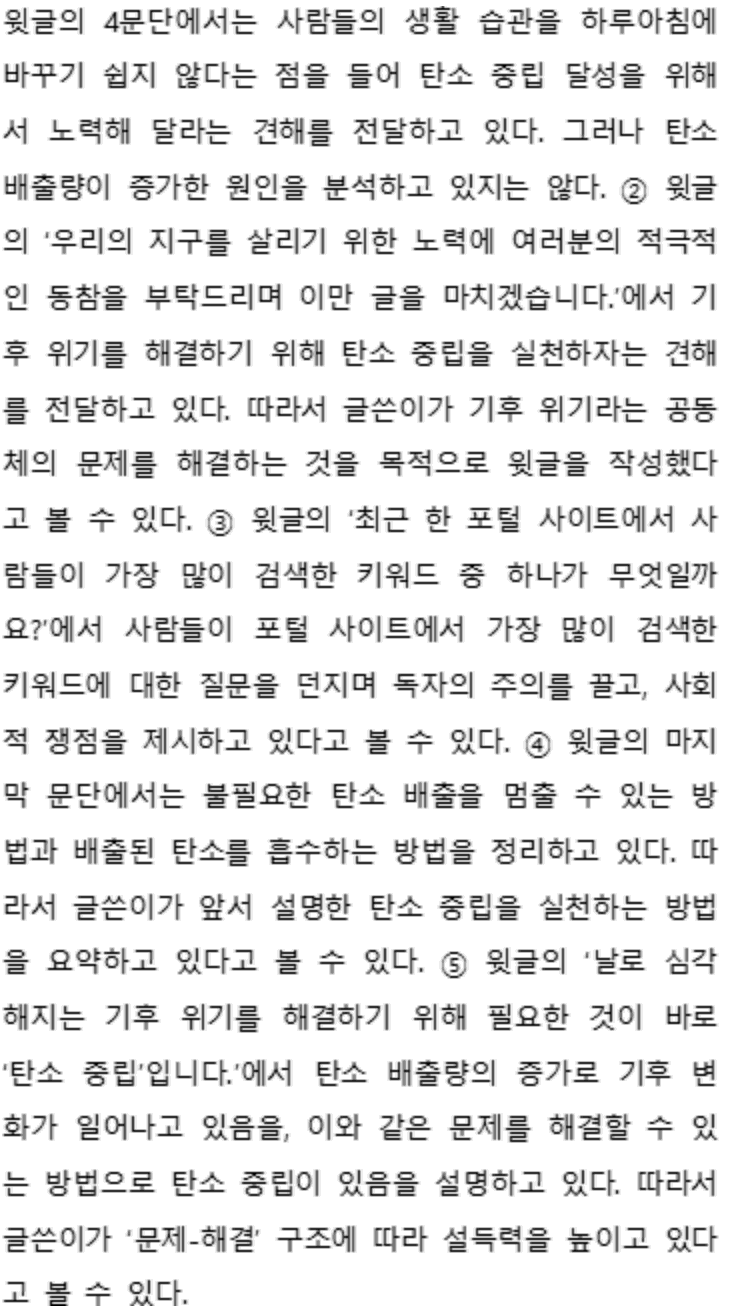 윗글의 4문단에서는 사람들의 생활 습관을 하루아침에
바꾸기 쉽지 않다는 점을 들어 탄소 중립 달성을 위해
서 노력해 달라는 견해를 전달하고 있다. 그러나 탄소
배출량이 증가한 원인을 분석하고 있지는 않다. ② 윗글
의 '우리의 지구를 살리기 위한 노력에 여러분의 적극적
인 동참을 부탁드리며 이만 글을 마치겠습니다.'에서 기
후 위기를 해결하기 위해 탄소 중립을 실천하자는 견해
를 전달하고 있다. 따라서 글쓴이가 기후 위기라는 공동
체의 문제를 해결하는 것을 목적으로 윗글을 작성했다
고 볼 수 있다. ③ 윗글의 '최근 한 포털 사이트에서 사
람들이 가장 많이 검색한 키워드 중 하나가 무엇일까
요?'에서 사람들이 포털 사이트에서 가장 많이 검색한
키워드에 대한 질문을 던지며 독자의 주의를 끌고, 사회
적 쟁점을 제시하고 있다고 볼 수 있다. ④ 윗글의 마지
막 문단에서는 불필요한 탄소 배출을 멈출 수 있는 방
법과 배출된 탄소를 흡수하는 방법을 정리하고 있다. 따
라서 글쓴이가 앞서 설명한 탄소 중립을 실천하는 방법
을 요약하고 있다고 볼 수 있다. ⑤ 윗글의 '날로 심각
해지는 기후 위기를 해결하기 위해 필요한 것이 바로
'탄소 중립'입니다.'에서 탄소 배출량의 증가로 기후 변
화가 일어나고 있음을, 이와 같은 문제를 해결할 수 있
는 방법으로 탄소 중립이 있음을 설명하고 있다. 따라서
글쓴이가 '문제-해결' 구조에 따라 설득력을 높이고 있다
고 볼 수 있다.